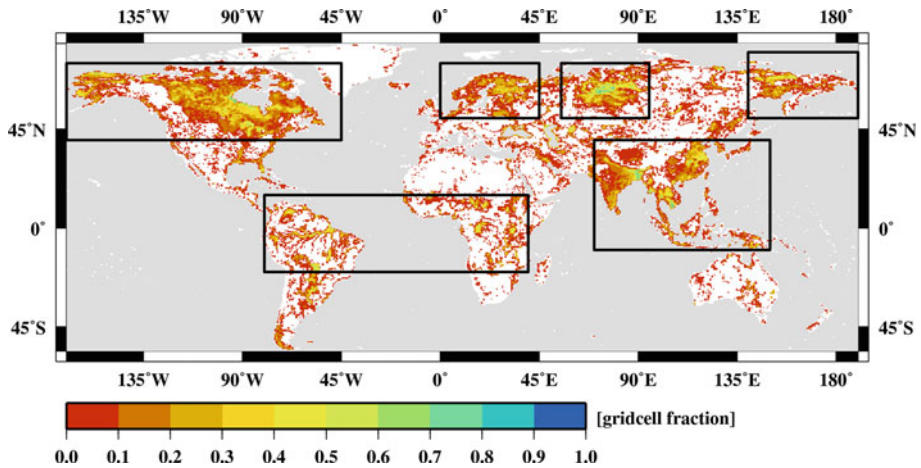 135˚W 90˚W 45˚W 0˚ 45˚E 90˚E 135˚E 180˚
45˚N 45˚N
0˚ 0˚
45˚S 45˚S
135˚W 90˚W 45˚W 0˚ 45˚E 90˚E 135˚E 180˚
[gridcell fraction]
0.0 0.1 0.2 0.3 0.4 0.5 0.6 0.7 0.8 0.9 1.0